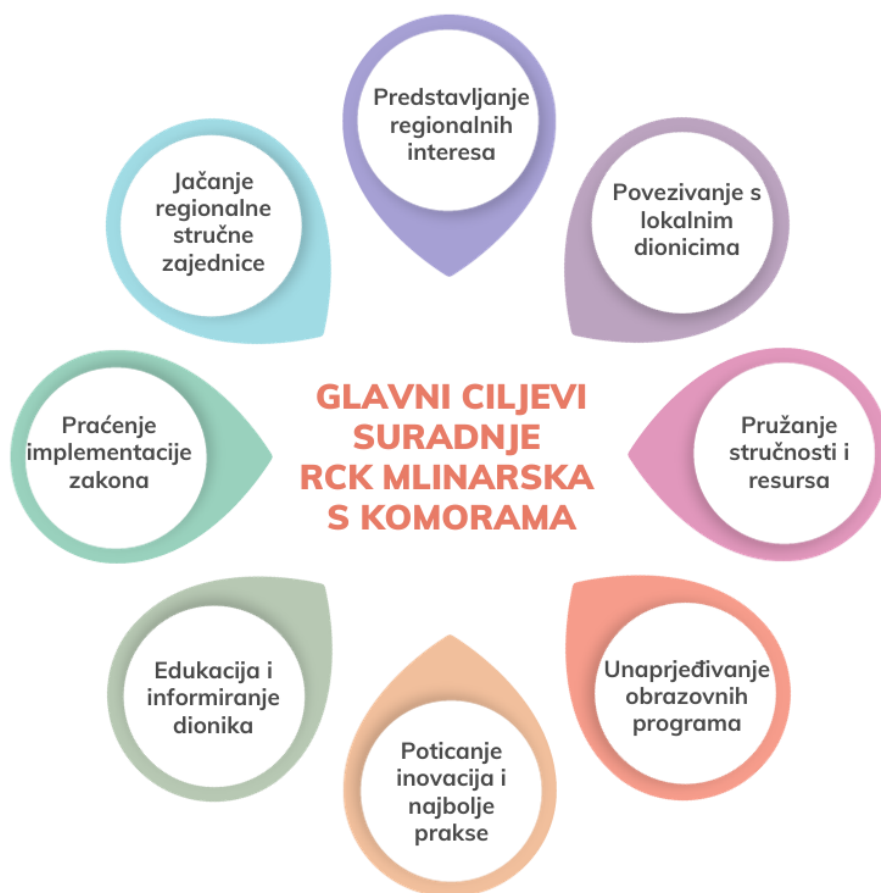 Predstavljanje
regionalnih
interesa
Povezivanje s
lokalnim
dionicima
Pružanje
stručnosti i
resursa
Unaprjeđivanje
obrazovnih
programa
Poticanje
inovacija i
najbolje
prakse
Edukacija i
informiranje
dionika
Praćenje
implementacije
zakona
Jačanje
regionalne
stručne
zajednice
GLAVNI CILJEVI
SURADNJE
RCK MLINARSKA
S KOMORAMA